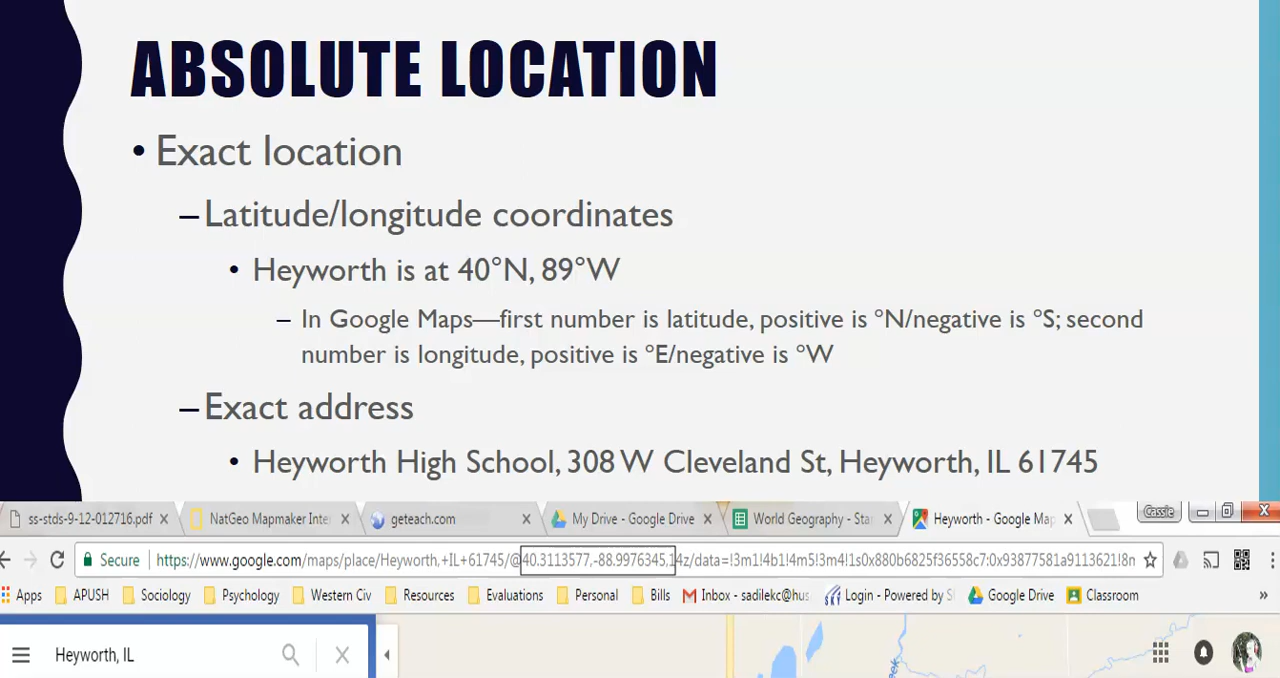 ABSOLUTE LOCATION
• Exact location
– Latitude/longitude coordinates
• Heyworth is at 40°N, 89°W
– In Google Maps—first number is latitude, positive is °N/negative is °S; second
number is longitude, positive is °E/negative is °W
– Exact address
• Heyworth High School, 308 W Cleveland St, Heyworth, IL 61745
ss-stds-9-12-012716.pdf NatGeo Mapmaker Inte geteach.com My Drive - Google Drive World Geography - Sta Heyworth - Google Map Cassie
Secure https://www.google.com/maps/place/Heyworth,+IL+61745/@40.3113577,-88.9976345,14z/data=!3m1!4b1!4m5!3m4!1s0x880b6825f36558c7:0x93877581a9113621!8n
Apps APUSH Sociology Psychology Western Civ Resources Evaluations Personal Bills Inbox - sadilekc@hus Login - Powered by Google Drive Classroom »
Heyworth, IL